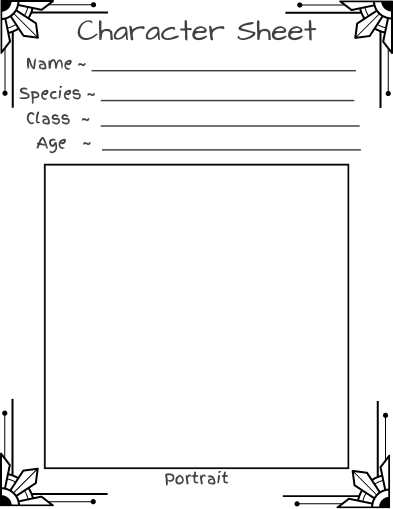 Character Sheet
Name ~
Species ~
Class ~
Age ~
Portrait